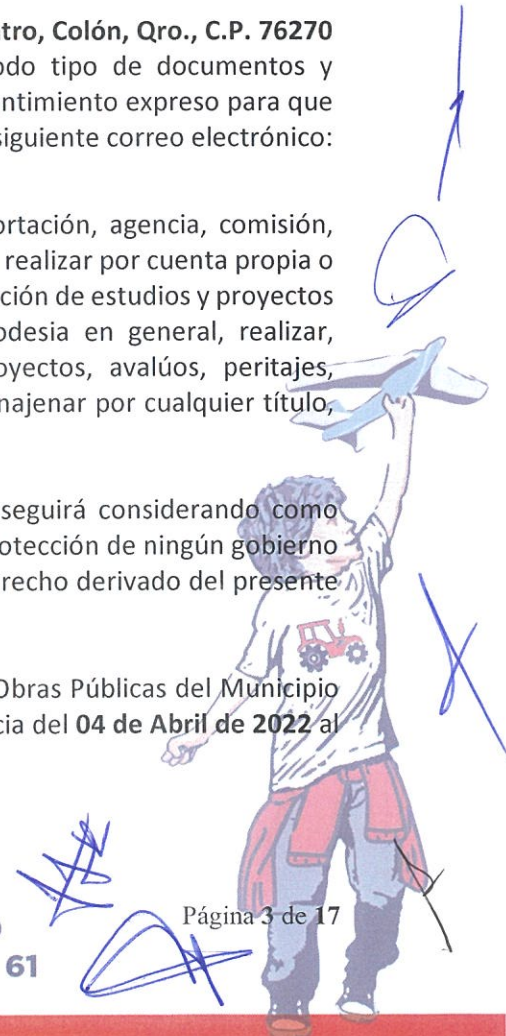 tro, Colón, Qro., C.P. 76270
odo tipo de documentos y
ntimiento expreso para que
siguiente correo electrónico:
rtación, agencia, comisión,
realizar por cuenta propia o
ción de estudios y proyectos
odesia en general, realizar,
oyectos, avalúos, peritajes,
najenar por cualquier título,
seguirá considerando como
otección de ningún gobierno
recho derivado del presente
Obras Públicas del Municipio
cia del 04 de Abril de 2022 al
Página 3 de 17
61